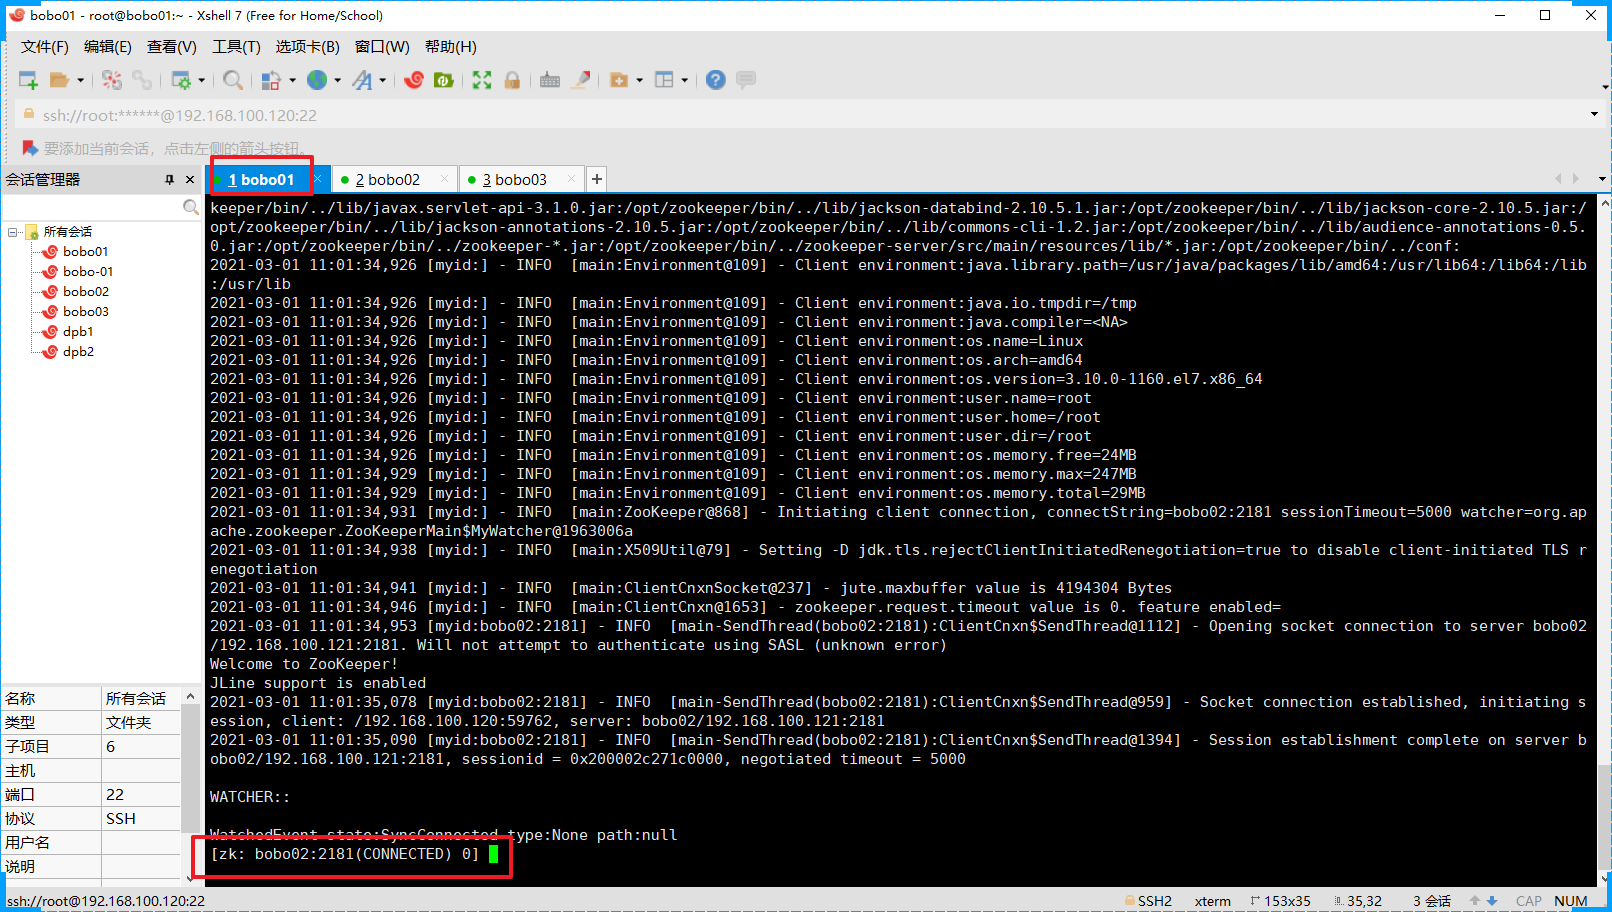 bobo01 - root@bobo01:~ - Xshell 7 (Free for Home/School)
文件(F) 编辑(E) 查看(V) 工具(T) 选项卡(B) 窗口(W) 帮助(H)
ssh://root:******@192.168.100.120:22
要添加当前会话，点击左侧的箭头按钮。
会话管理器
1 bobo01
2 bobo02
3 bobo03
所有会话
bobo01
bobo-01
bobo02
bobo03
dpb1
dpb2
keeper/bin/../lib/javax.servlet-api-3.1.0.jar:/opt/zookeeper/bin/../lib/jackson-databind-2.10.5.1.jar:/opt/zookeeper/bin/../lib/jackson-core-2.10.5.jar:/
opt/zookeeper/bin/../lib/jackson-annotations-2.10.5.jar:/opt/zookeeper/bin/../lib/commons-cli-1.2.jar:/opt/zookeeper/bin/../lib/audience-annotations-0.5.
0.jar:/opt/zookeeper/bin/../zookeeper-*.jar:/opt/zookeeper/bin/../zookeeper-server/src/main/resources/lib/*.jar:/opt/zookeeper/bin/../conf:
2021-03-01 11:01:34,926 [myid:] - INFO  [main:Environment@109] - Client environment:java.library.path=/usr/java/packages/lib/amd64:/usr/lib64:/lib64:/lib
:/usr/lib
2021-03-01 11:01:34,926 [myid:] - INFO  [main:Environment@109] - Client environment:java.io.tmpdir=/tmp
2021-03-01 11:01:34,926 [myid:] - INFO  [main:Environment@109] - Client environment:java.compiler=<NA>
2021-03-01 11:01:34,926 [myid:] - INFO  [main:Environment@109] - Client environment:os.name=Linux
2021-03-01 11:01:34,926 [myid:] - INFO  [main:Environment@109] - Client environment:os.arch=amd64
2021-03-01 11:01:34,926 [myid:] - INFO  [main:Environment@109] - Client environment:os.version=3.10.0-1160.el7.x86_64
2021-03-01 11:01:34,926 [myid:] - INFO  [main:Environment@109] - Client environment:user.name=root
2021-03-01 11:01:34,926 [myid:] - INFO  [main:Environment@109] - Client environment:user.home=/root
2021-03-01 11:01:34,926 [myid:] - INFO  [main:Environment@109] - Client environment:user.dir=/root
2021-03-01 11:01:34,926 [myid:] - INFO  [main:Environment@109] - Client environment:os.memory.free=24MB
2021-03-01 11:01:34,929 [myid:] - INFO  [main:Environment@109] - Client environment:os.memory.max=247MB
2021-03-01 11:01:34,929 [myid:] - INFO  [main:Environment@109] - Client environment:os.memory.total=29MB
2021-03-01 11:01:34,931 [myid:] - INFO  [main:ZooKeeper@868] - Initiating client connection, connectString=bobo02:2181 sessionTimeout=5000 watcher=org.ap
ache.zookeeper.ZooKeeperMain$MyWatcher@1963006a
2021-03-01 11:01:34,938 [myid:] - INFO  [main:X509Util@79] - Setting -D jdk.tls.rejectClientInitiatedRenegotiation=true to disable client-initiated TLS r
enegotiation
2021-03-01 11:01:34,941 [myid:] - INFO  [main:ClientCnxnSocket@237] - jute.maxbuffer value is 4194304 Bytes
2021-03-01 11:01:34,946 [myid:] - INFO  [main:ClientCnxn@1653] - zookeeper.request.timeout value is 0. feature enabled=
2021-03-01 11:01:34,953 [myid:bobo02:2181] - INFO  [main-SendThread(bobo02:2181):ClientCnxn$SendThread@1112] - Opening socket connection to server bobo02
/192.168.100.121:2181. Will not attempt to authenticate using SASL (unknown error)
Welcome to ZooKeeper!
JLine support is enabled
2021-03-01 11:01:35,078 [myid:bobo02:2181] - INFO  [main-SendThread(bobo02:2181):ClientCnxn$SendThread@959] - Socket connection established, initiating s
ession, client: /192.168.100.120:59762, server: bobo02/192.168.100.121:2181
2021-03-01 11:01:35,090 [myid:bobo02:2181] - INFO  [main-SendThread(bobo02:2181):ClientCnxn$SendThread@1394] - Session establishment complete on server b
obo02/192.168.100.121:2181, sessionid = 0x200002c271c0000, negotiated timeout = 5000
WATCHER::
WatchedEvent state:SyncConnected type:None path:null
[zk: bobo02:2181(CONNECTED) 0]
名称 所有会话
类型 文件夹
子项目 6
主机
端口 22
协议 SSH
用户名
说明
ssh://root@192.168.100.120:22 SSH2 xterm 153x35 35,32 3 会话 CAP NUM